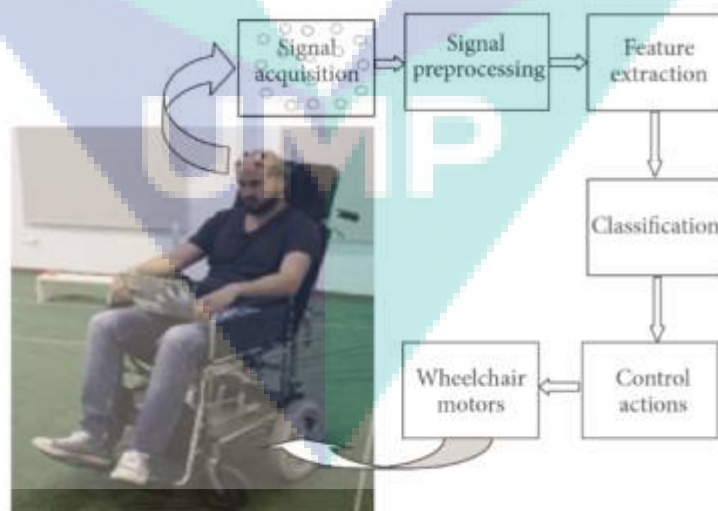 Signal
acquisition
Signal
preprocessing
Feature
extraction
UMP
Classification
Wheelchair
motors
Control
actions